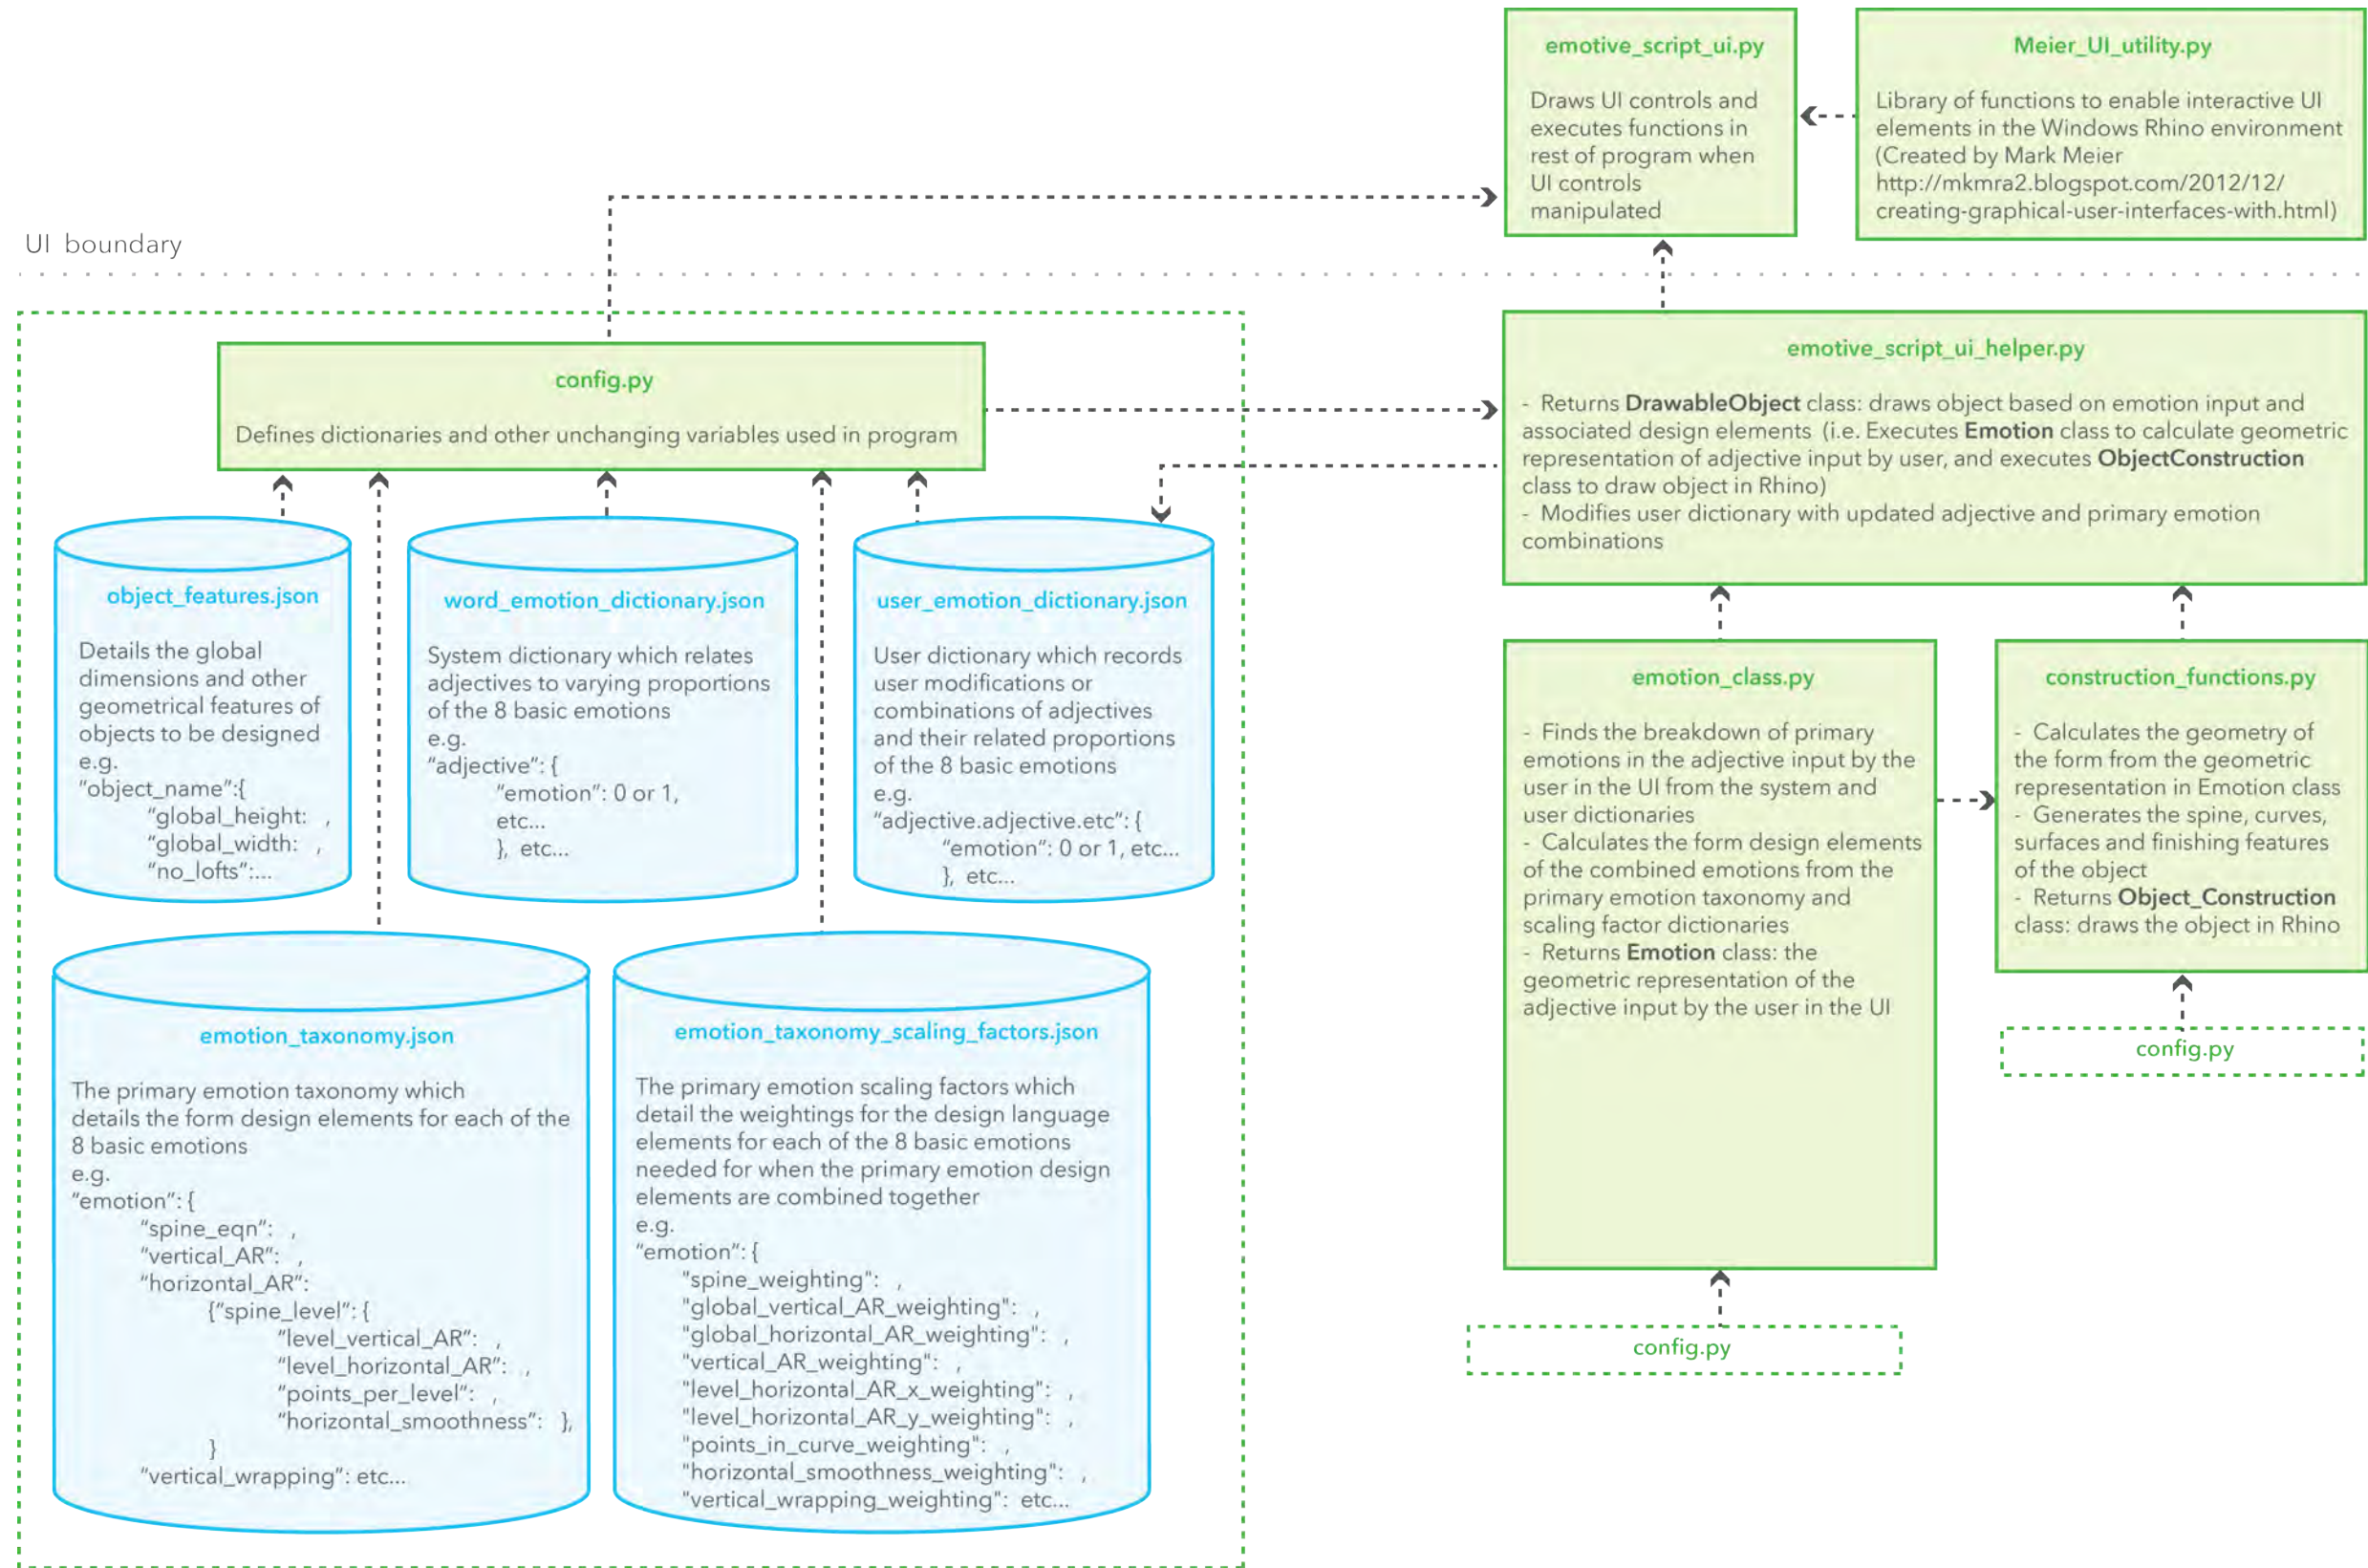 emotive_script_ui.py
Draws UI controls and
executes functions in
rest of program when
UI controls
manipulated
Meier_UI_utility.py
Library of functions to enable interactive UI
elements in the Windows Rhino environment
(Created by Mark Meier
http://mkmra2.blogspot.com/2012/12/
creating-graphical-user-interfaces-with.html)
UI boundary
config.py
Defines dictionaries and other unchanging variables used in program
emotive_script_ui_helper.py
- Returns DrawableObject class: draws object based on emotion input and
associated design elements (i.e. Executes Emotion class to calculate geometric
representation of adjective input by user, and executes ObjectConstruction
class to draw object in Rhino)
- Modifies user dictionary with updated adjective and primary emotion
combinations
object_features.json
Details the global
dimensions and other
geometrical features of
objects to be designed
e.g.
“object_name”:{
“global_height: ,
“global_width: ,
“no_lofts”:...
word_emotion_dictionary.json
System dictionary which relates
adjectives to varying proportions
of the 8 basic emotions
e.g.
“adjective”: {
“emotion”: 0 or 1,
etc...
}, etc...
user_emotion_dictionary.json
User dictionary which records
user modifications or
combinations of adjectives
and their related proportions
of the 8 basic emotions
e.g.
“adjective.adjective.etc”: {
“emotion”: 0 or 1, etc...
}, etc...
emotion_class.py
- Finds the breakdown of primary
emotions in the adjective input by the
user in the UI from the system and
user dictionaries
- Calculates the form design elements
of the combined emotions from the
primary emotion taxonomy and
scaling factor dictionaries
- Returns Emotion class: the
geometric representation of the
adjective input by the user in the UI
construction_functions.py
- Calculates the geometry of
the form from the geometric
representation in Emotion class
- Generates the spine, curves,
surfaces and finishing features
of the object
- Returns Object_Construction
class: draws the object in Rhino
emotion_taxonomy.json
The primary emotion taxonomy which
details the form design elements for each of the
8 basic emotions
e.g.
“emotion”: {
“spine_eqn”: ,
“vertical_AR”: ,
“horizontal_AR”:
{“spine_level”: {
“level_vertical_AR”: ,
“level_horizontal_AR”: ,
“points_per_level”: ,
“horizontal_smoothness”: },
}
“vertical_wrapping”: etc...
emotion_taxonomy_scaling_factors.json
The primary emotion scaling factors which
detail the weightings for the design language
elements for each of the 8 basic emotions
needed for when the primary emotion design
elements are combined together
e.g.
“emotion”: {
"spine_weighting": ,
"global_vertical_AR_weighting": ,
"global_horizontal_AR_weighting": ,
"vertical_AR_weighting": ,
"level_horizontal_AR_x_weighting": ,
"level_horizontal_AR_y_weighting": ,
"points_in_curve_weighting": ,
"horizontal_smoothness_weighting": ,
"vertical_wrapping_weighting": etc...
config.py
config.py